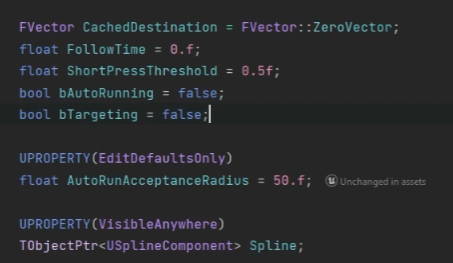 FVector CachedDestination = FVector::ZeroVector;
float FollowTime = 0.f;
float ShortPressThreshold = 0.5f;
bool bAutoRunning = false;
bool bTargeting = false;
UPROPERTY(EditDefaultsOnly)
float AutoRunAcceptanceRadius = 50.f; Unchanged in assets
UPROPERTY(VisibleAnywhere)
TObjectPtr<USplineComponent> Spline;